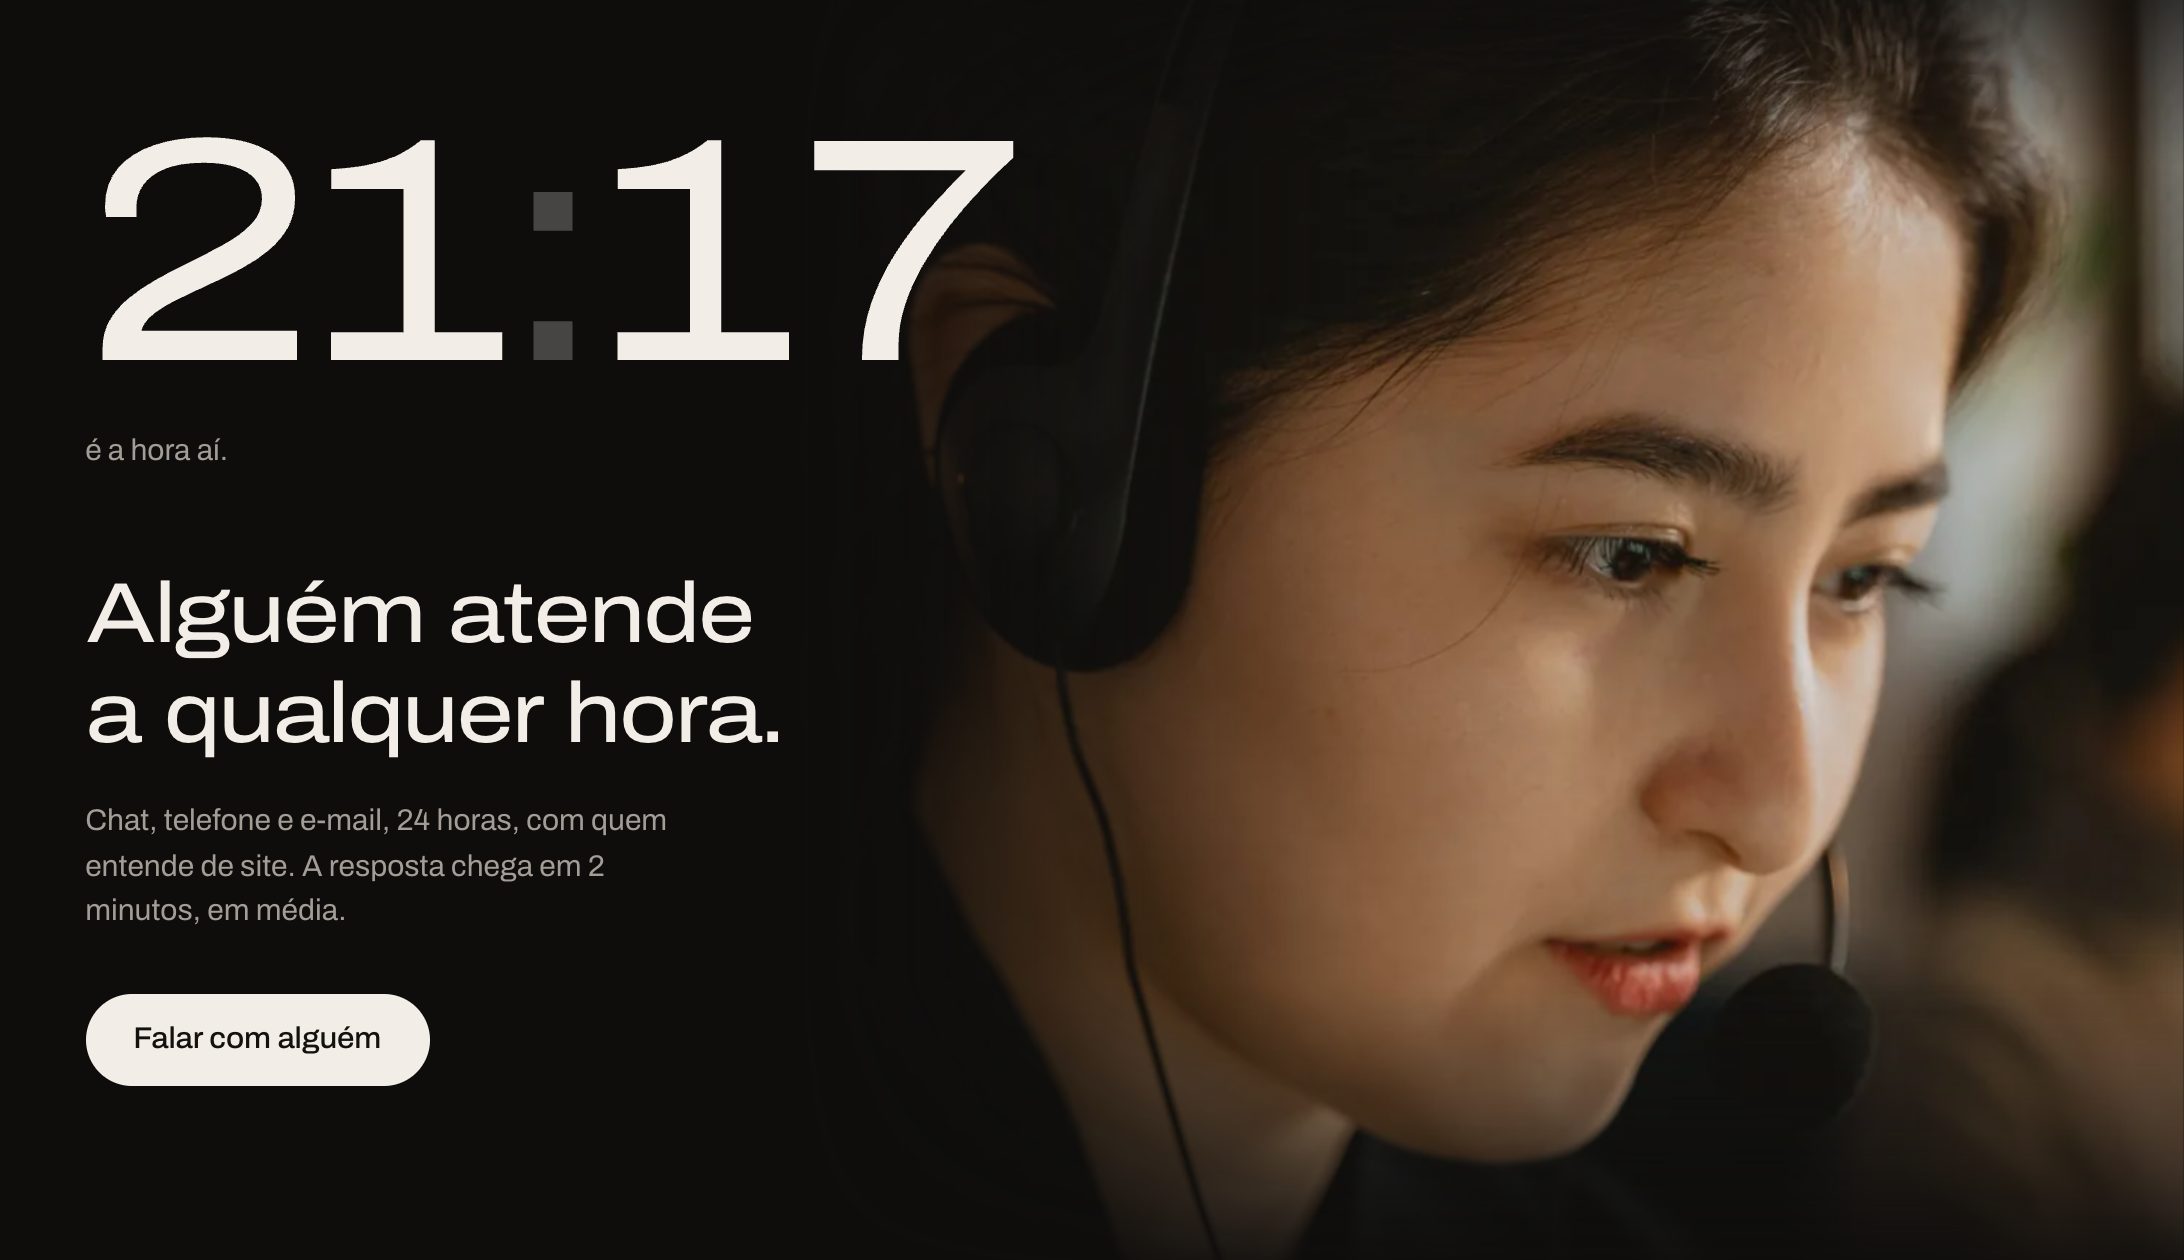 21:17
é a hora aí.
Alguém atende
a qualquer hora.
Chat, telefone e e-mail, 24 horas, com quem
entende de site. A resposta chega em 2
minutos, em média.
Falar com alguém